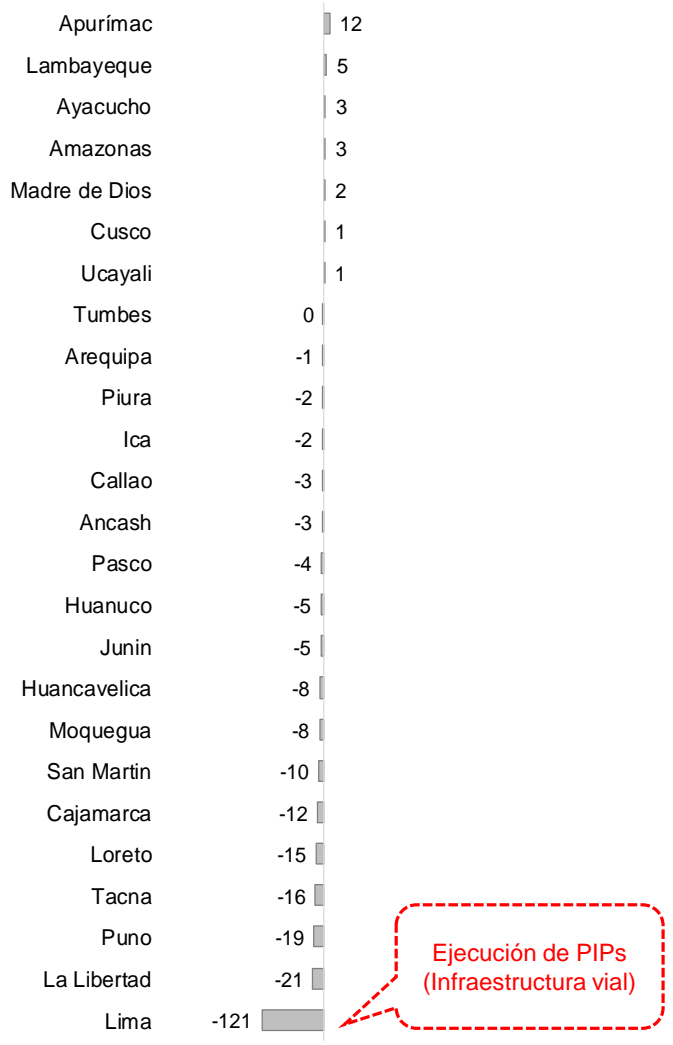 Apurímac 12
Lambayeque 5
Ayacucho 3
Amazonas 3
Madre de Dios 2
Cusco 1
Ucayali 1
Tumbes 0
Arequipa -1
Piura -2
Ica -2
Callao -3
Ancash -3
Pasco -4
Huanuco -5
Junin -5
Huancavelica -8
Moquegua -8
San Martin -10
Cajamarca -12
Loreto -15
Tacna -16
Puno -19
La Libertad -21
Lima -121
Ejecución de PIPs
(Infraestructura vial)